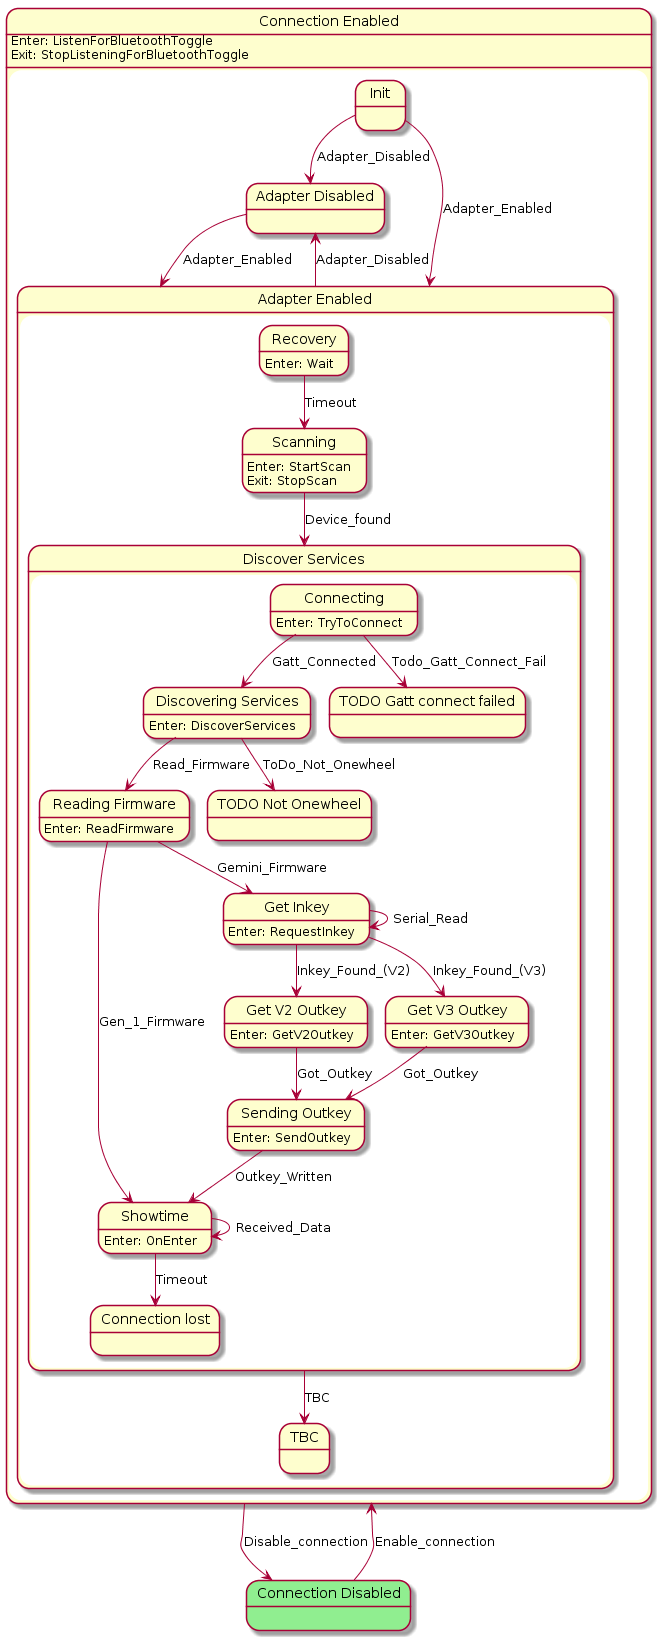 Connection Enabled
Enter: ListenForBluetoothToggle
Exit: StopListeningForBluetoothToggle
Init
Adapter_Disabled
Adapter Disabled
Adapter_Enabled
Adapter_Enabled
Adapter_Disabled
Adapter Enabled
Recovery
Enter: Wait
Timeout
Scanning
Enter: StartScan
Exit: StopScan
Device_found
Discover Services
Connecting
Enter: TryToConnect
Gatt_Connected
Todo_Gatt_Connect_Fail
Discovering Services
Enter: DiscoverServices
TODO Gatt connect failed
Read_Firmware
ToDo_Not_Onewheel
Reading Firmware
Enter: ReadFirmware
TODO Not Onewheel
Gemini_Firmware
Get Inkey
Enter: RequestInkey
Serial_Read
Inkey_Found_(V2)
Inkey_Found_(V3)
Get V2 Outkey
Enter: GetV2Outkey
Get V3 Outkey
Enter: GetV3Outkey
Gen_1_Firmware
Got_Outkey
Got_Outkey
Sending Outkey
Enter: SendOutkey
Outkey_Written
Showtime
Enter: OnEnter
Received_Data
Timeout
Connection lost
TBC
TBC
Disable_connection
Enable_connection
Connection Disabled